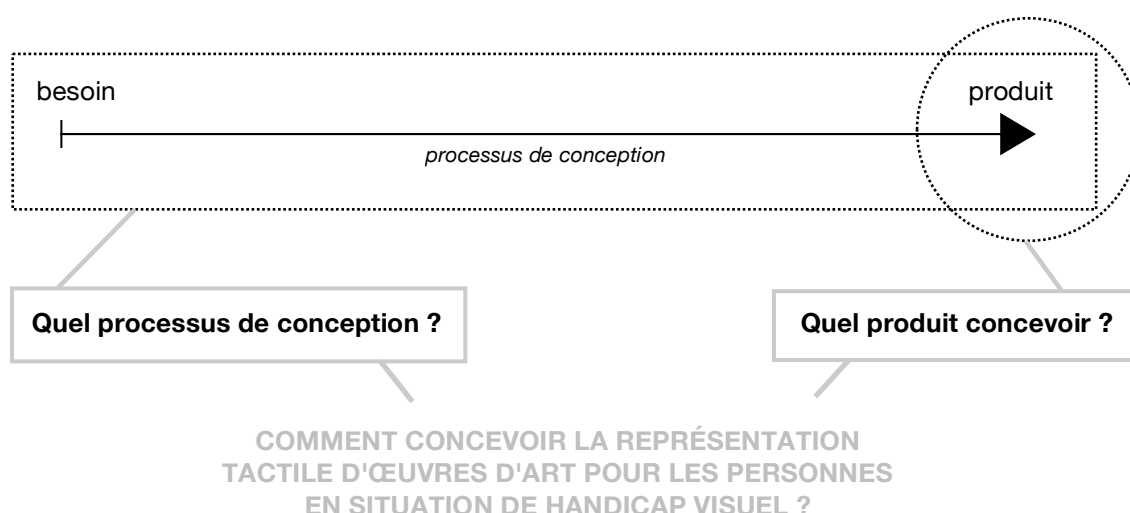 besoin
produit
processus de conception
Quel processus de conception ?
Quel produit concevoir ?
COMMENT CONCEVOIR LA REPRÉSENTATION
TACTILE D'ŒUVRES D'ART POUR LES PERSONNES
EN SITUATION DE HANDICAP VISUEL ?